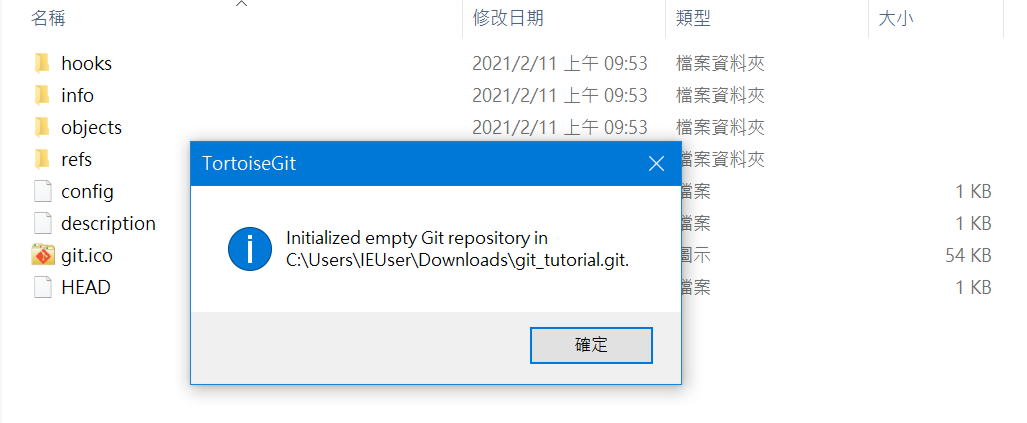 名稱 修改日期 類型 大小
hooks 2021/2/11 上午 09:53 檔案資料夾
info 2021/2/11 上午 09:53 檔案資料夾
objects 2021/2/11 上午 09:53 檔案資料夾
refs 檔案資料夾
config 檔案 1 KB
description 檔案 1 KB
git.ico 圖示 54 KB
HEAD 檔案 1 KB
TortoiseGit
Initialized empty Git repository in
C:\Users\IEUser\Downloads\git_tutorial.git.
確定